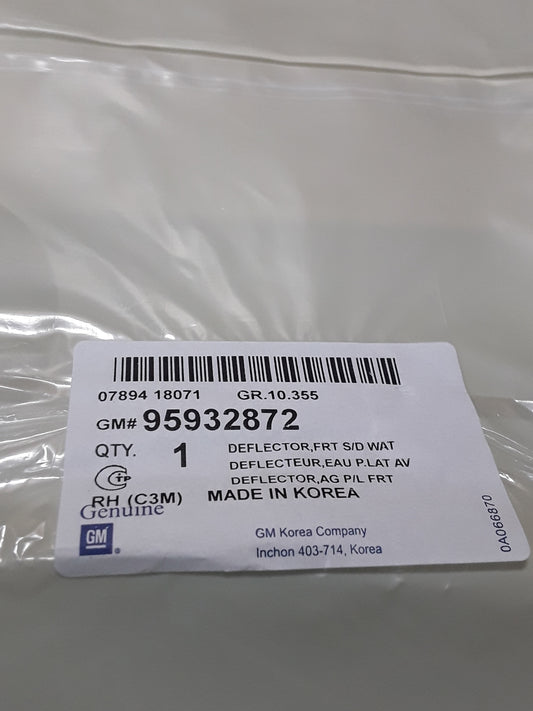 07894 18071 GR.10.355
GM# 95932872
QTY. 1 DEFLECTOR,FRT S/D WAT
DEFLECTEUR,EAU P.LAT AV
DEFLECTOR,AG P/L FRT
CTP
RH (C3M) MADE IN KOREA
Genuine
GM
GM Korea Company
Inchon 403-714, Korea
0A066870